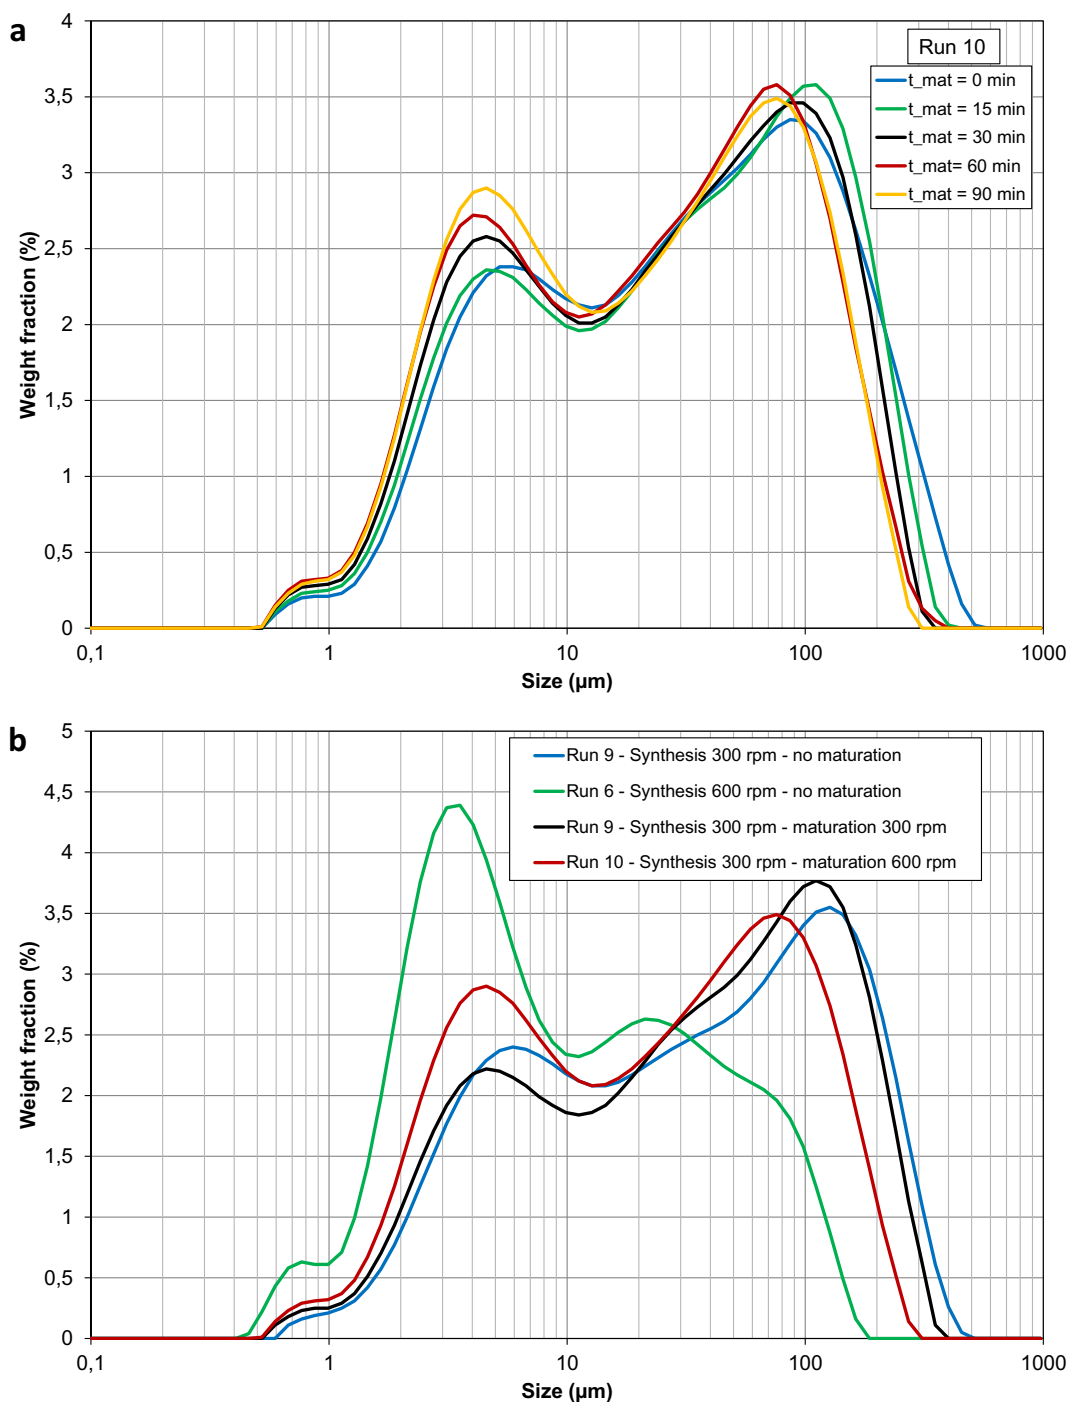 a
Run 10
t_mat = 0 min
t_mat = 15 min
t_mat = 30 min
t_mat= 60 min
t_mat = 90 min
Weight fraction (%)
4
3,5
3
2,5
2
1,5
1
0,5
0
0,1 1 10 100 1000
Size (µm)
b
Run 9 - Synthesis 300 rpm - no maturation
Run 6 - Synthesis 600 rpm - no maturation
Run 9 - Synthesis 300 rpm - maturation 300 rpm
Run 10 - Synthesis 300 rpm - maturation 600 rpm
Weight fraction (%)
5
4,5
4
3,5
3
2,5
2
1,5
1
0,5
0
0,1 1 10 100 1000
Size (µm)